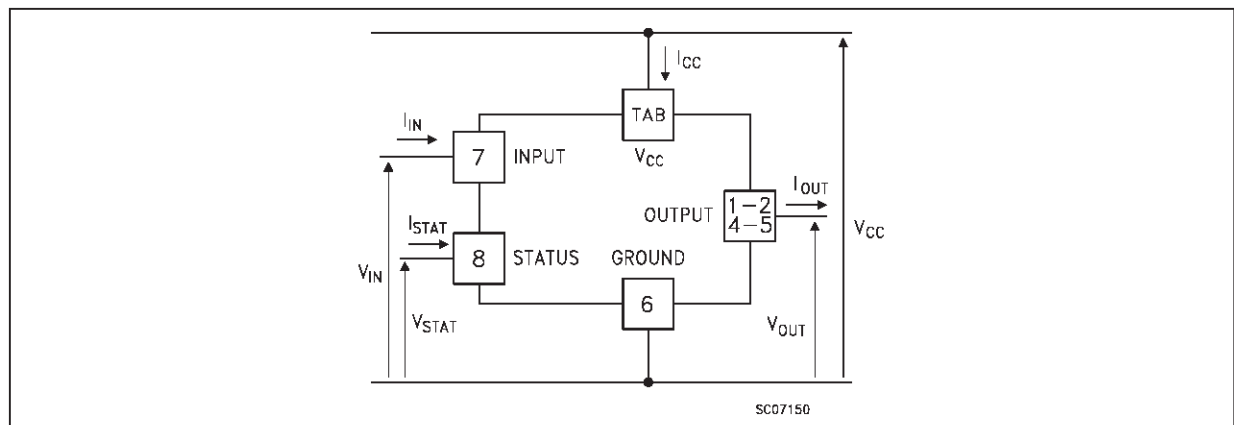 I_CC
TAB
V_CC
I_IN
7
INPUT
I_STAT
8
STATUS
V_IN
V_STAT
GROUND
6
OUTPUT
1-2
4-5
I_OUT
V_OUT
V_CC
SC07150